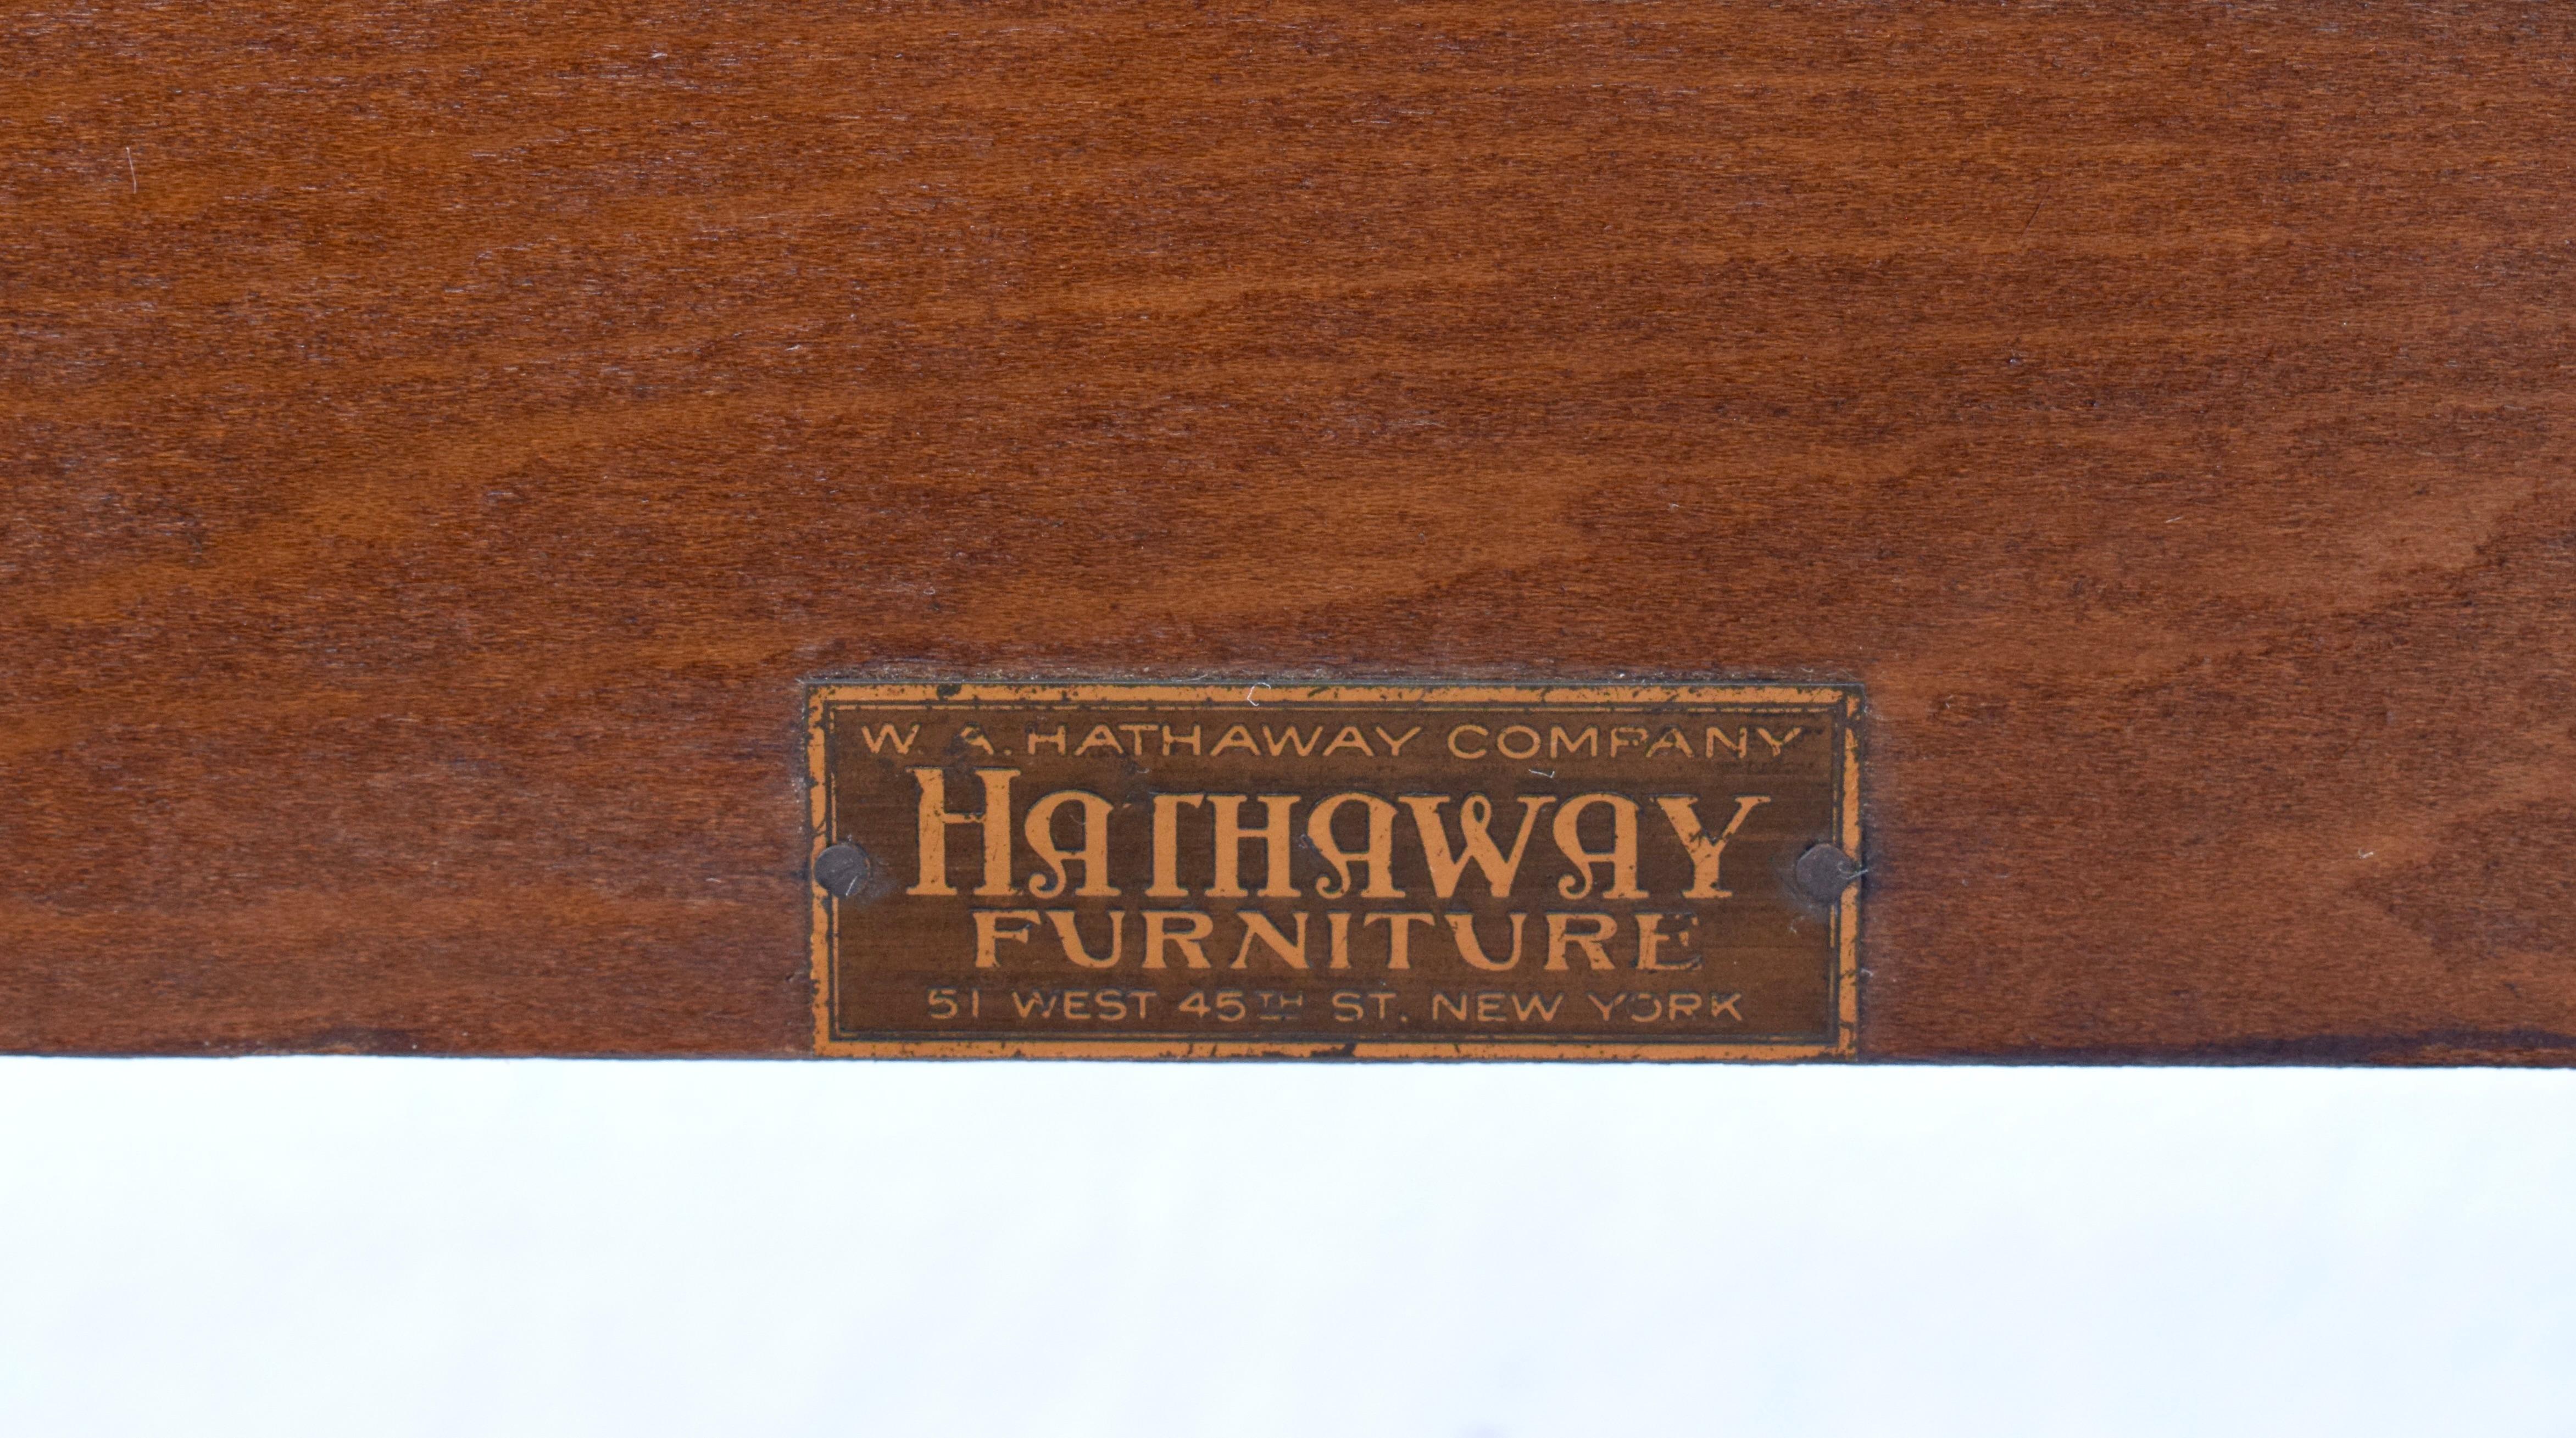 W. A. HATHAWAY COMPANY
HATHAWAY
FURNITURE
51 WEST 45TH ST. NEW YORK